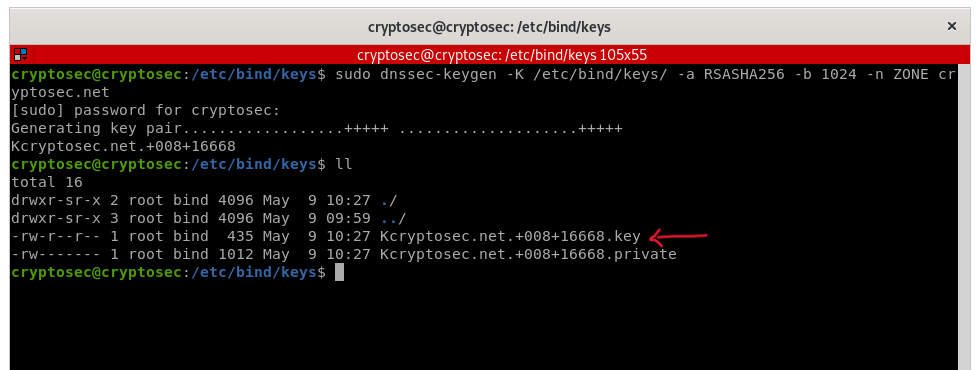 cryptosec@cryptosec: /etc/bind/keys
cryptosec@cryptosec: /etc/bind/keys 105x55
cryptosec@cryptosec:/etc/bind/keys$ sudo dnssec-keygen -K /etc/bind/keys/ -a RSASHA256 -b 1024 -n ZONE cr
yptosec.net
[sudo] password for cryptosec:
Generating key pair..................+++++ ....................+++++
Kcryptosec.net.+008+16668
cryptosec@cryptosec:/etc/bind/keys$ ll
total 16
drwxr-sr-x 2 root bind 4096 May  9 10:27 ./
drwxr-sr-x 3 root bind 4096 May  9 09:59 ../
-rw-r--r-- 1 root bind  435 May  9 10:27 Kcryptosec.net.+008+16668.key
-rw------- 1 root bind 1012 May  9 10:27 Kcryptosec.net.+008+16668.private
cryptosec@cryptosec:/etc/bind/keys$